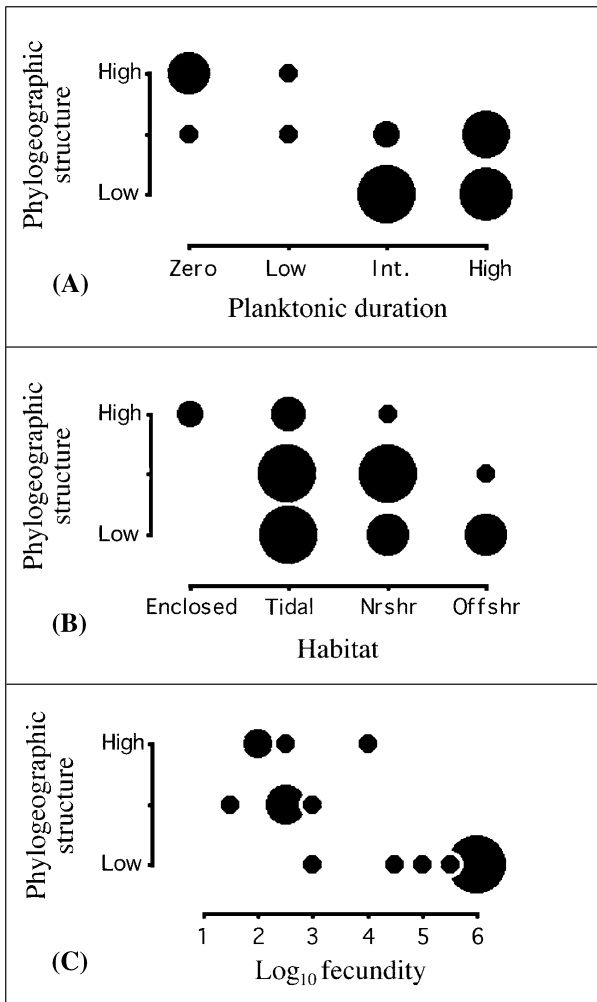 Phylogeographic
structure
High
Low
Zero Low Int. High
(A)
Planktonic duration
Phylogeographic
structure
High
Low
Enclosed Tidal Nrshr Offshr
(B)
Habitat
Phylogeographic
structure
High
Low
1 2 3 4 5 6
(C)
Log10 fecundity